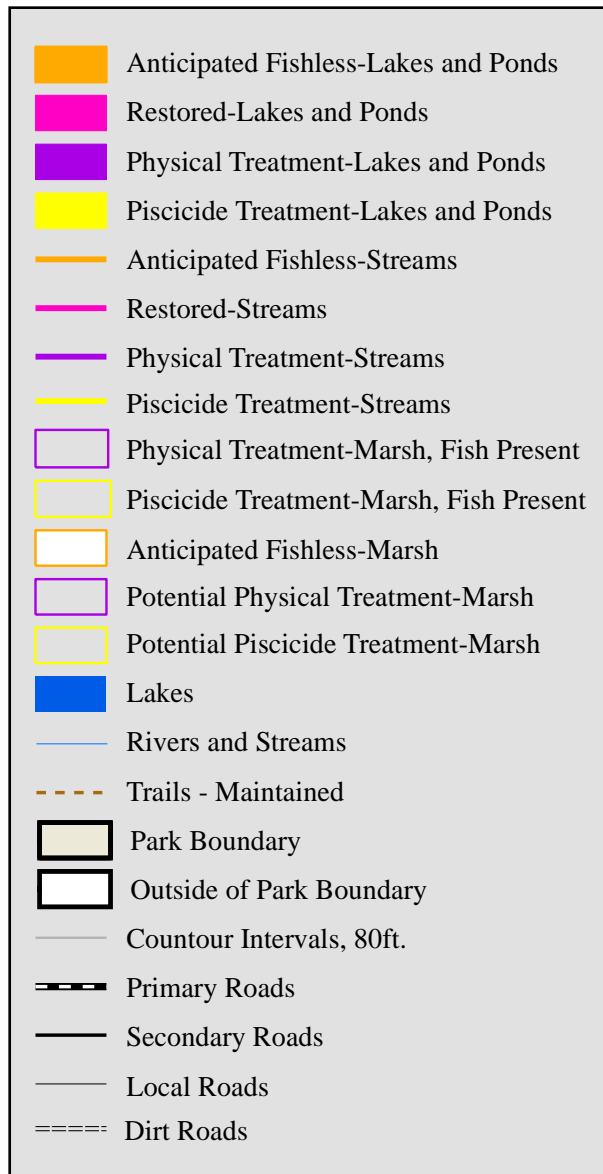 Anticipated Fishless-Lakes and Ponds
Restored-Lakes and Ponds
Physical Treatment-Lakes and Ponds
Piscicide Treatment-Lakes and Ponds
Anticipated Fishless-Streams
Restored-Streams
Physical Treatment-Streams
Piscicide Treatment-Streams
Physical Treatment-Marsh, Fish Present
Piscicide Treatment-Marsh, Fish Present
Anticipated Fishless-Marsh
Potential Physical Treatment-Marsh
Potential Piscicide Treatment-Marsh
Lakes
Rivers and Streams
Trails - Maintained
Park Boundary
Outside of Park Boundary
Countour Intervals, 80ft.
Primary Roads
Secondary Roads
Local Roads
Dirt Roads